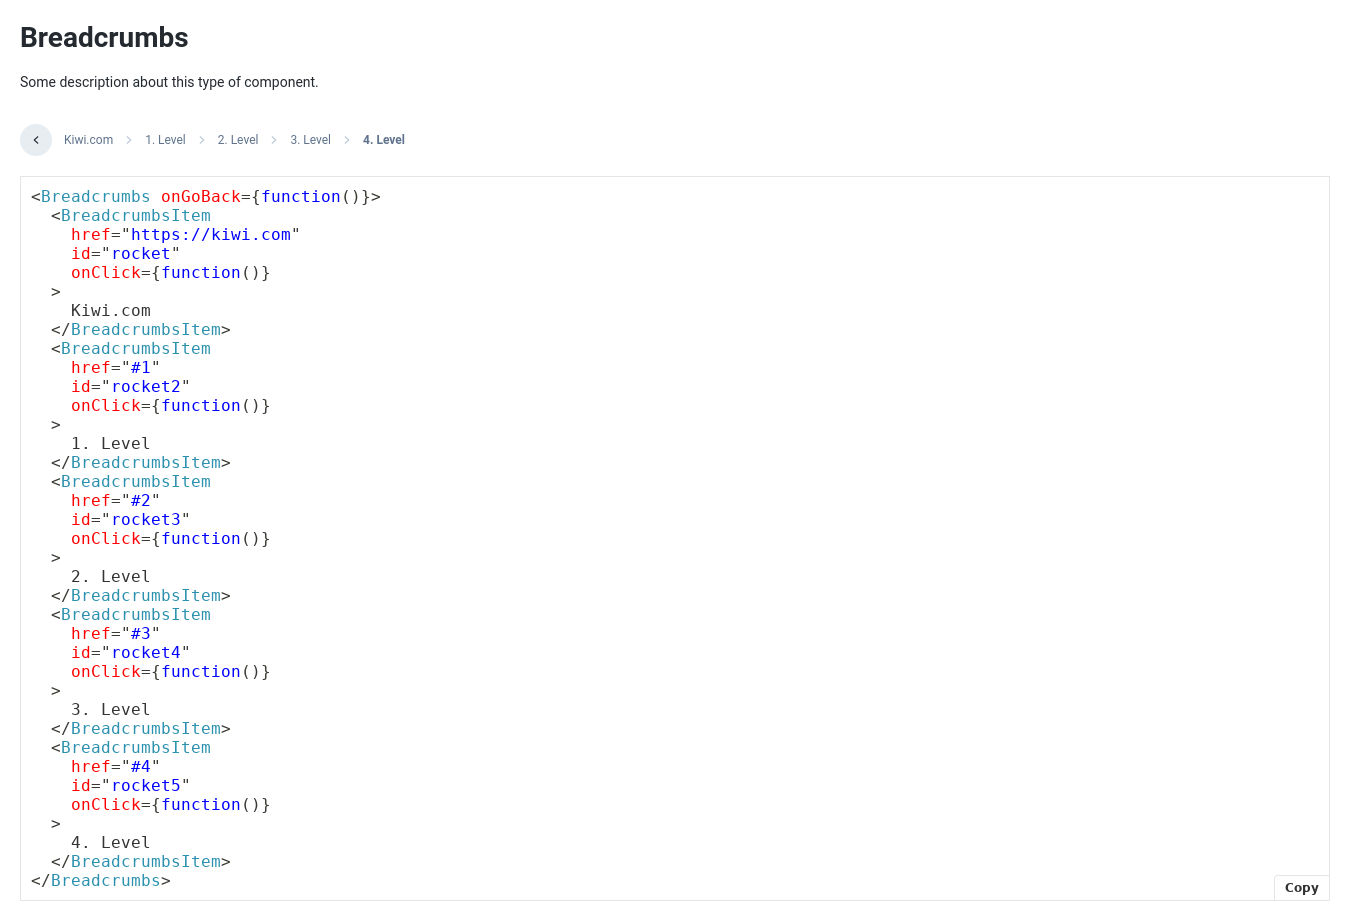 Breadcrumbs
Some description about this type of component.
Kiwi.com 1. Level 2. Level 3. Level 4. Level
<Breadcrumbs onGoBack={function()}>
  <BreadcrumbsItem
    href="https://kiwi.com"
    id="rocket"
    onClick={function()}
  >
    Kiwi.com
  </BreadcrumbsItem>
  <BreadcrumbsItem
    href="#1"
    id="rocket2"
    onClick={function()}
  >
    1. Level
  </BreadcrumbsItem>
  <BreadcrumbsItem
    href="#2"
    id="rocket3"
    onClick={function()}
  >
    2. Level
  </BreadcrumbsItem>
  <BreadcrumbsItem
    href="#3"
    id="rocket4"
    onClick={function()}
  >
    3. Level
  </BreadcrumbsItem>
  <BreadcrumbsItem
    href="#4"
    id="rocket5"
    onClick={function()}
  >
    4. Level
  </BreadcrumbsItem>
</Breadcrumbs>
Copy